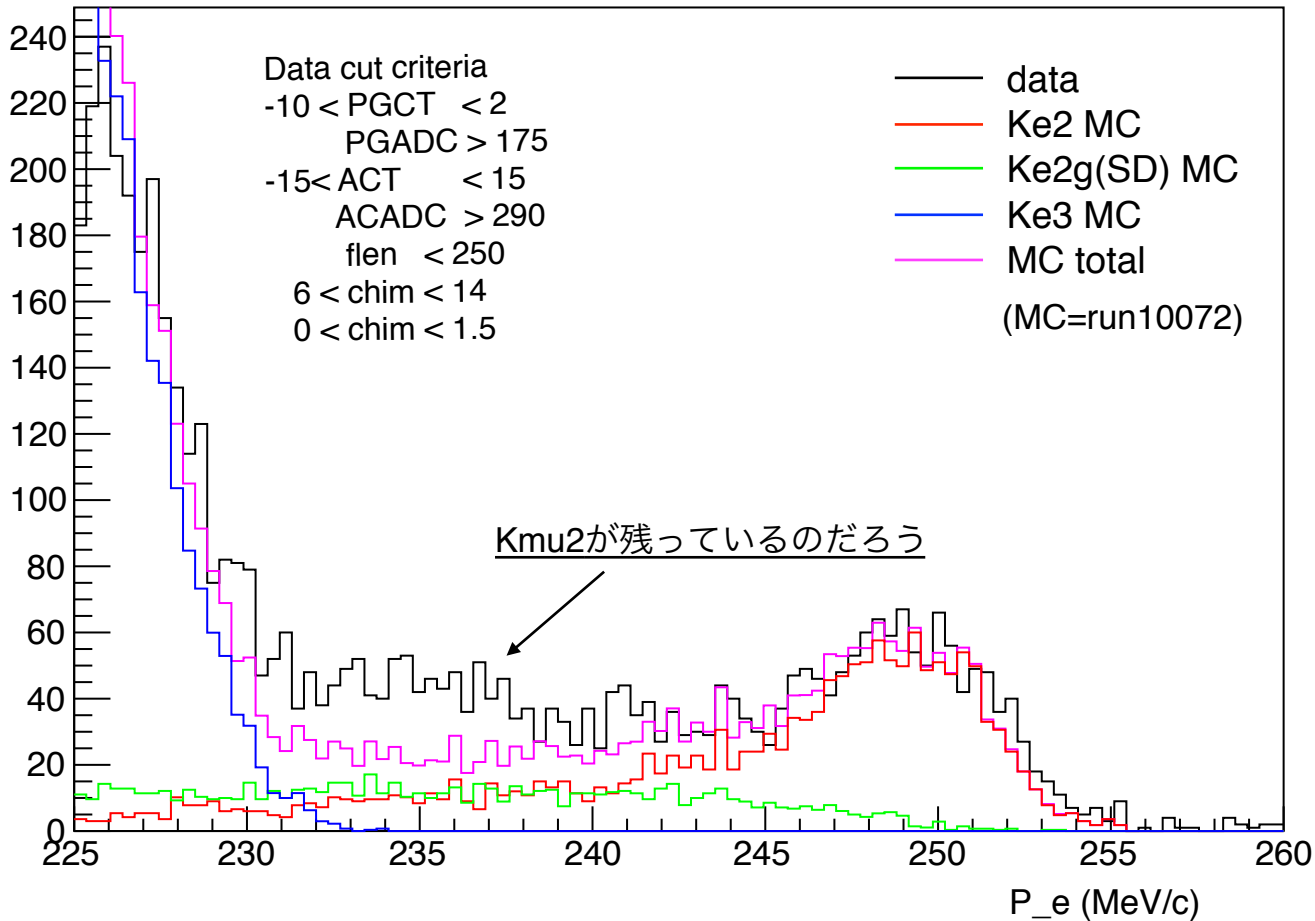 240
220
200
180
160
140
120
100
80
60
40
20
0
Data cut criteria
-10 < PGCT < 2
PGADC > 175
-15< ACT < 15
ACADC > 290
flen < 250
6 < chim < 14
0 < chim < 1.5
data
Ke2 MC
Ke2g(SD) MC
Ke3 MC
MC total
(MC=run10072)
Kmu2が残っているのだろう
225 230 235 240 245 250 255 260
P_e (MeV/c)